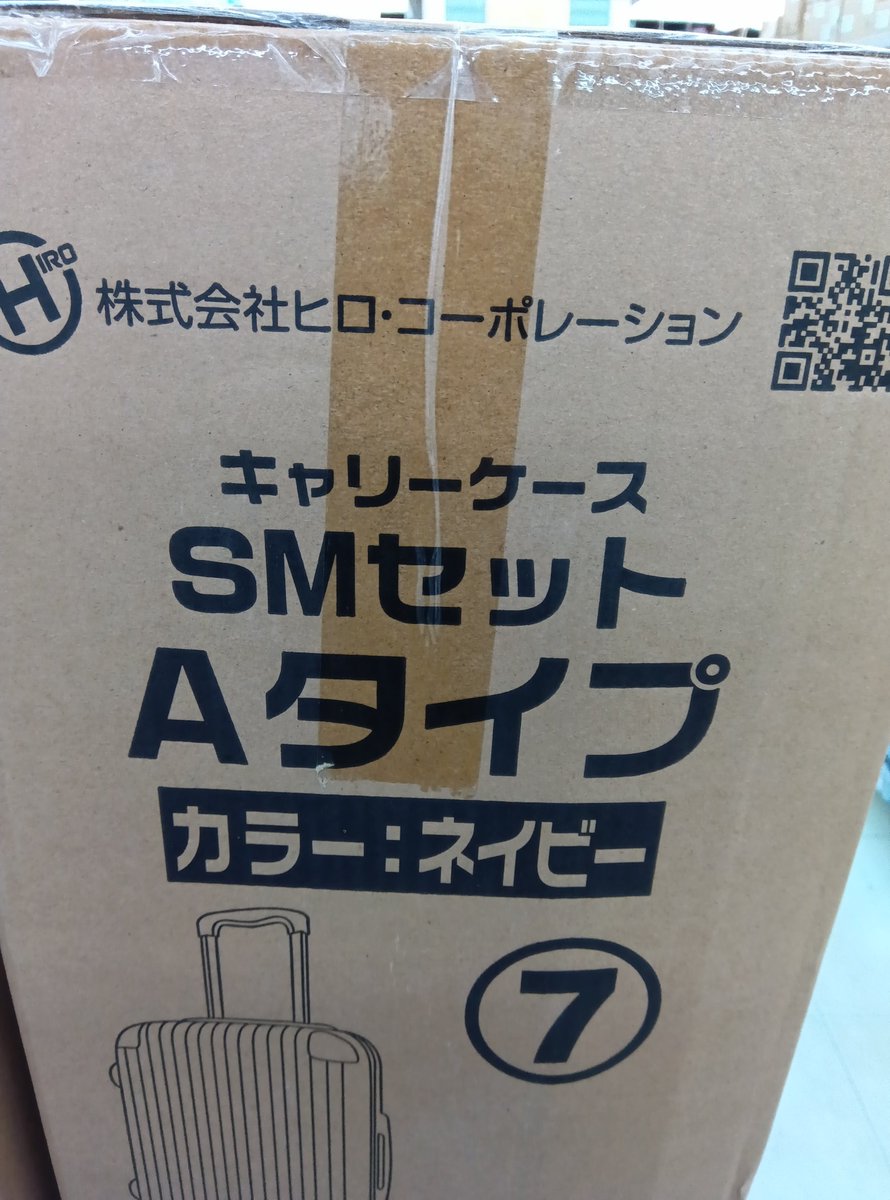 HIRO
株式会社ヒロ・コーポレーション
キャリーケース
SMセット
Aタイプ
カラー：ネイビー
7